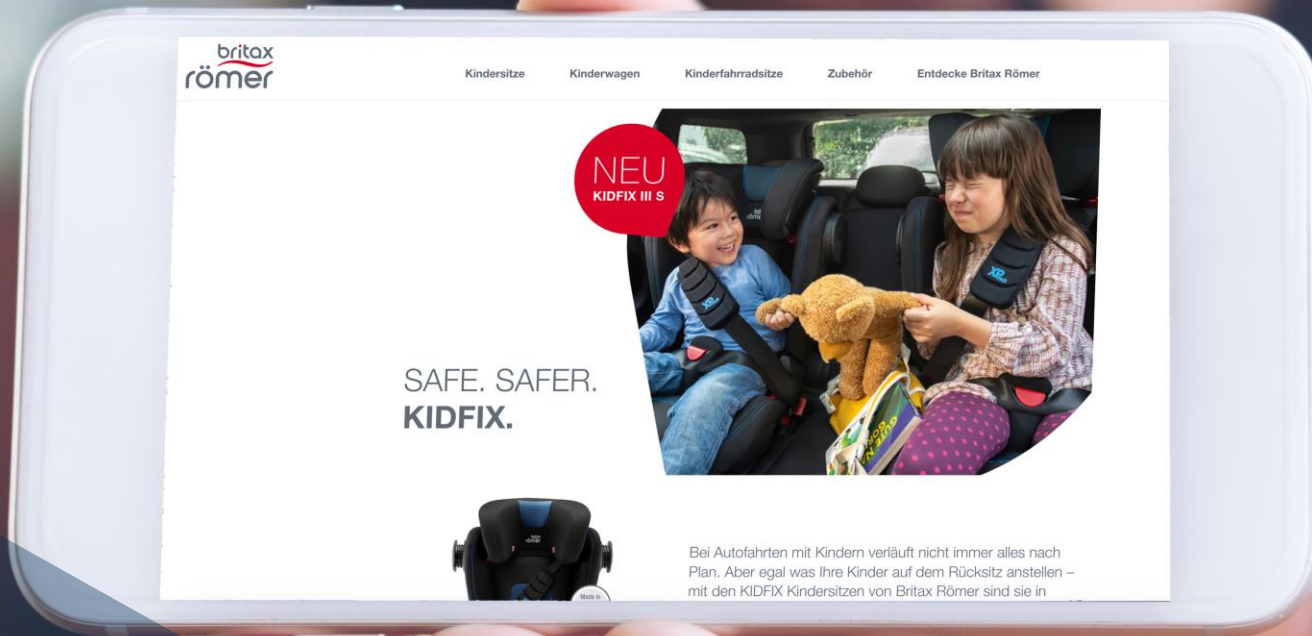 britax
römer
Kindersitze Kinderwagen Kinderfahrradsitze Zubehör Entdecke Britax Römer
NEU
KIDFIX III S
SAFE. SAFER.
KIDFIX.
Bei Autofahrten mit Kindern verläuft nicht immer alles nach
Plan. Aber egal was Ihre Kinder auf dem Rücksitz anstellen –
mit den KIDFIX Kindersitzen von Britax Römer sind sie in
Made in